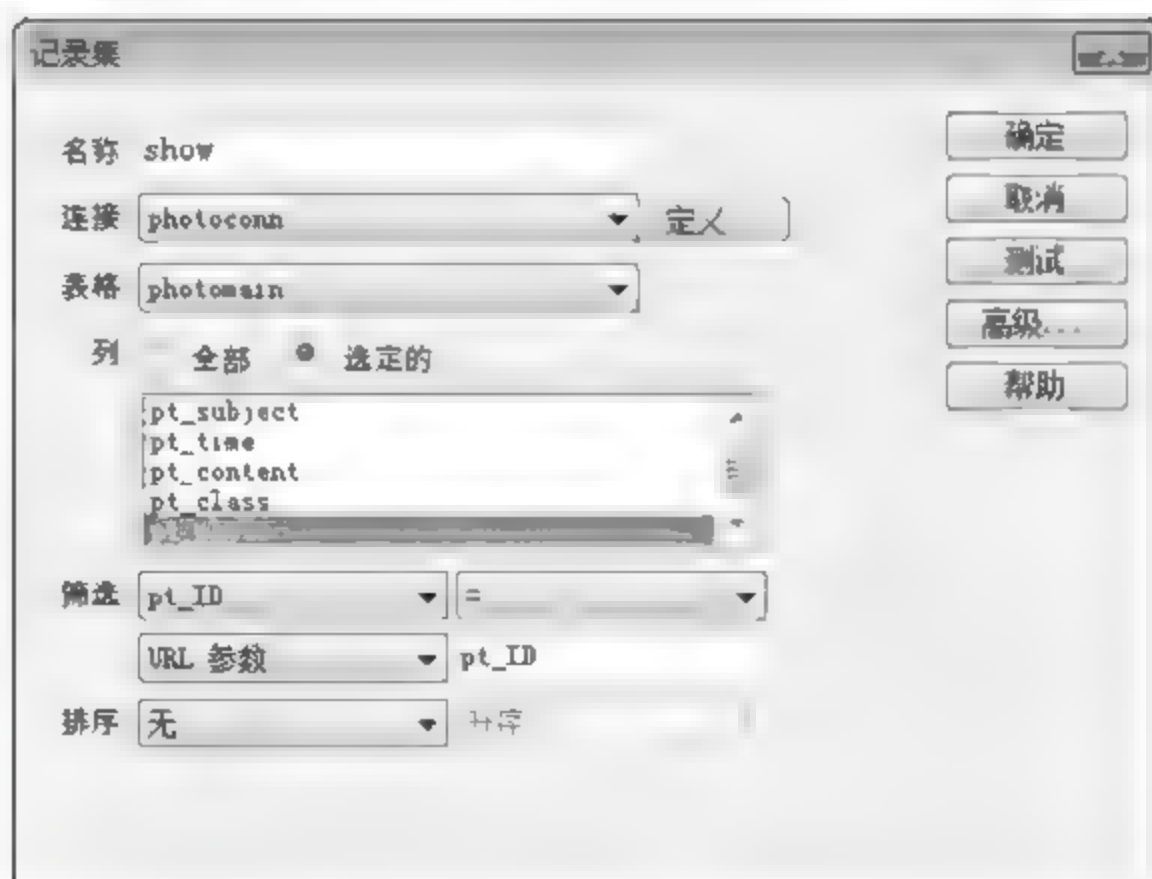 记录集
名称 show
确定
连接 photoconn 定义
取消
表格 photomain
测试
列 全部 选定的
高级...
帮助
pt_subject
pt_time
pt_content
pt_class
筛选 pt_ID =
URL 参数 pt_ID
排序 无 升序